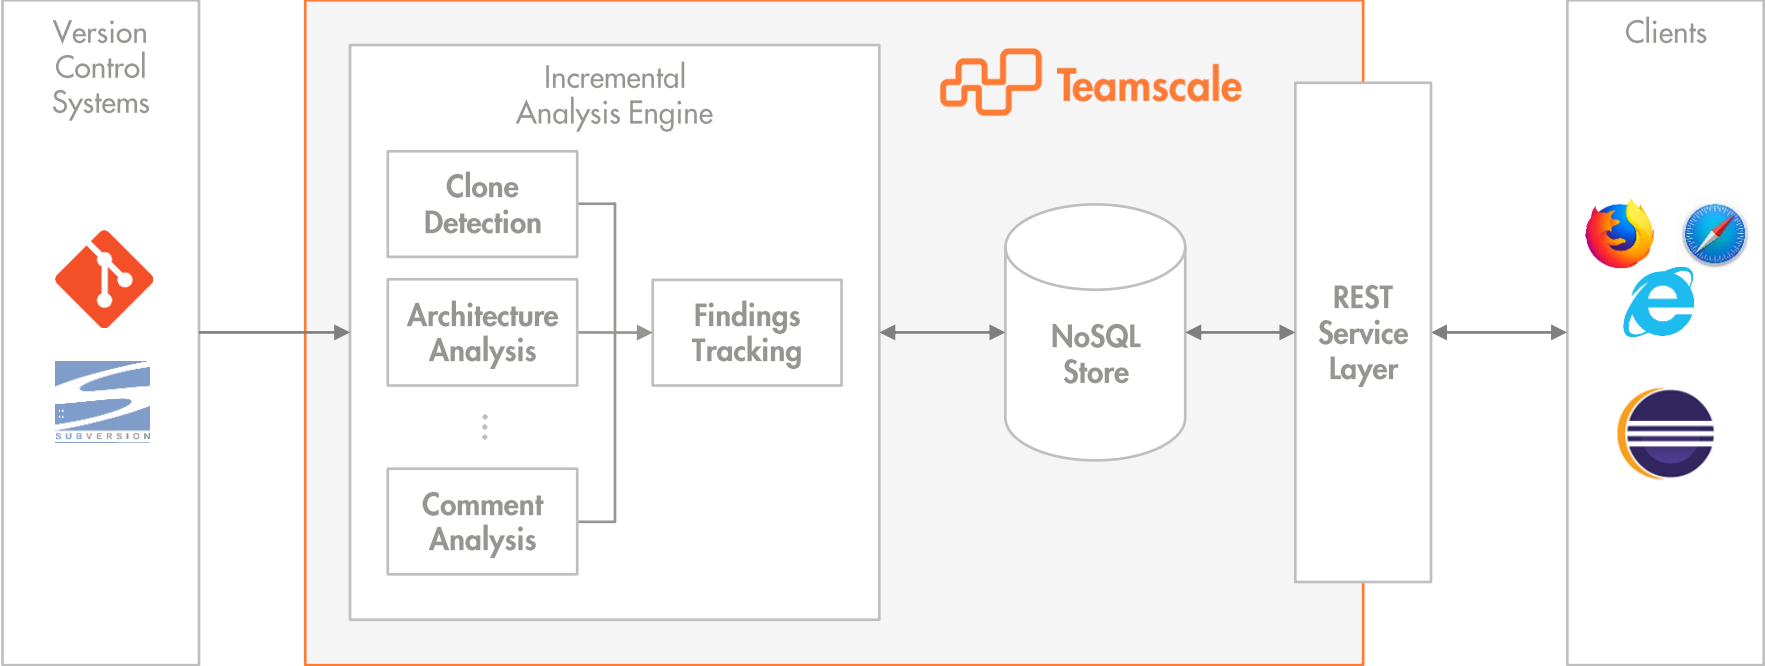 Version
Control
Systems
SUBVERSION
Incremental
Analysis Engine
Clone
Detection
Architecture
Analysis
Comment
Analysis
Findings
Tracking
Teamscale
NoSQL
Store
REST
Service
Layer
Clients